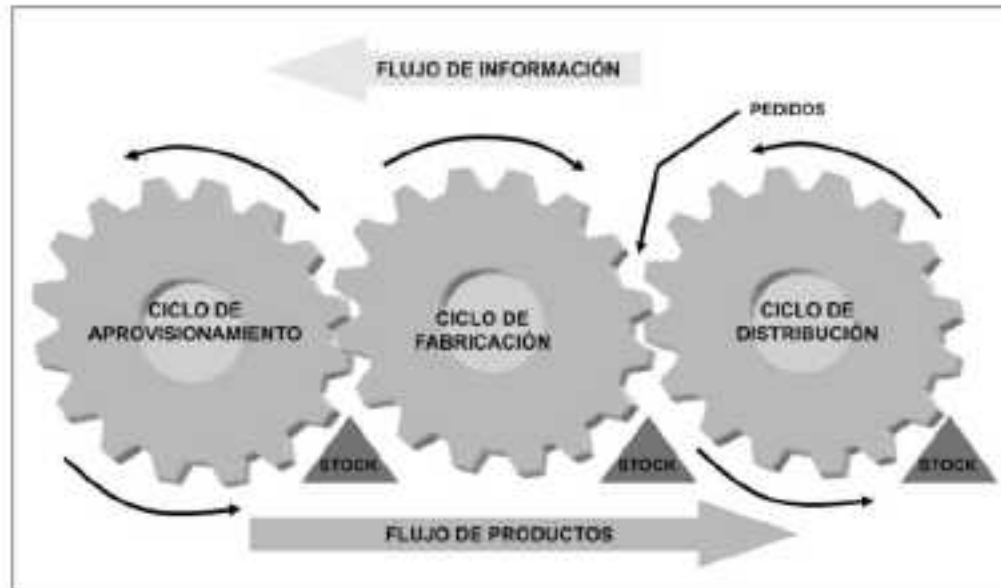 FLUJO DE INFORMACIÓN
PEDIDOS
CICLO DE
APROVISIONAMIENTO
CICLO DE
FABRICACIÓN
CICLO DE
DISTRIBUCIÓN
STOCK
STOCK
STOCK
FLUJO DE PRODUCTOS